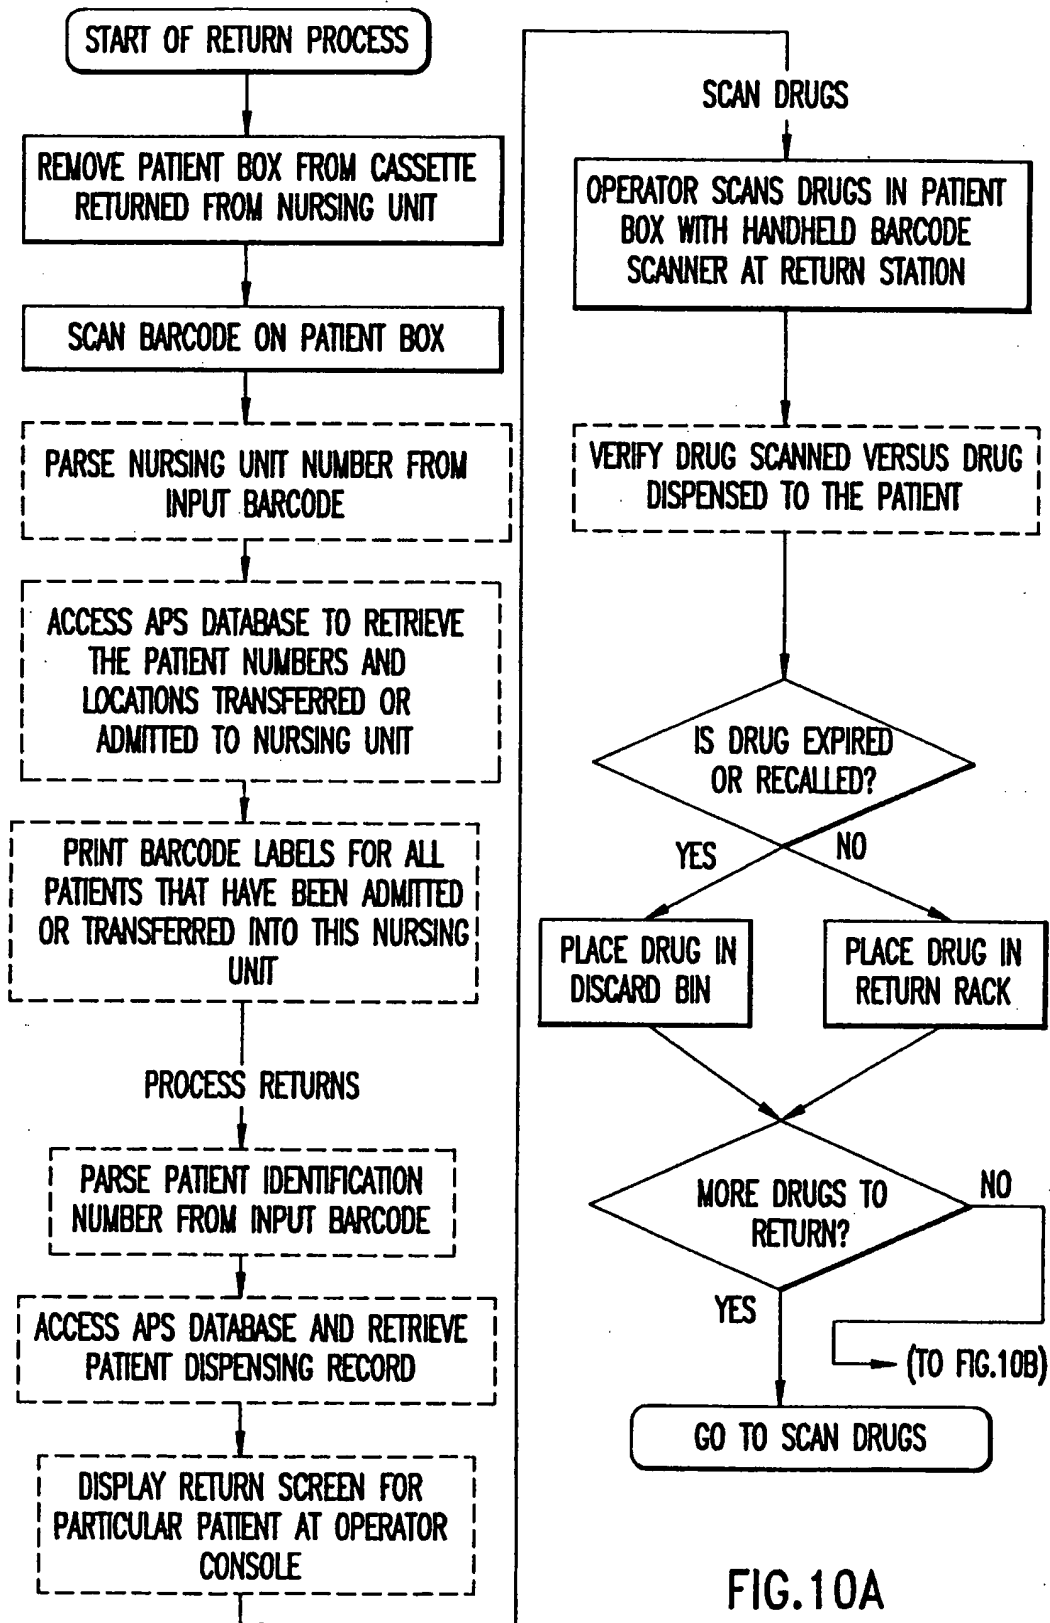 START OF RETURN PROCESS
REMOVE PATIENT BOX FROM CASSETTE
RETURNED FROM NURSING UNIT
SCAN BARCODE ON PATIENT BOX
PARSE NURSING UNIT NUMBER FROM
INPUT BARCODE
ACCESS APS DATABASE TO RETRIEVE
THE PATIENT NUMBERS AND
LOCATIONS TRANSFERRED OR
ADMITTED TO NURSING UNIT
PRINT BARCODE LABELS FOR ALL
PATIENTS THAT HAVE BEEN ADMITTED
OR TRANSFERRED INTO THIS NURSING
UNIT
PROCESS RETURNS
PARSE PATIENT IDENTIFICATION
NUMBER FROM INPUT BARCODE
ACCESS APS DATABASE AND RETRIEVE
PATIENT DISPENSING RECORD
DISPLAY RETURN SCREEN FOR
PARTICULAR PATIENT AT OPERATOR
CONSOLE
SCAN DRUGS
OPERATOR SCANS DRUGS IN PATIENT
BOX WITH HANDHELD BARCODE
SCANNER AT RETURN STATION
VERIFY DRUG SCANNED VERSUS DRUG
DISPENSED TO THE PATIENT
IS DRUG EXPIRED
OR RECALLED?
YES
NO
PLACE DRUG IN
DISCARD BIN
PLACE DRUG IN
RETURN RACK
MORE DRUGS TO
RETURN?
NO
YES
(TO FIG.10B)
GO TO SCAN DRUGS
FIG.10A